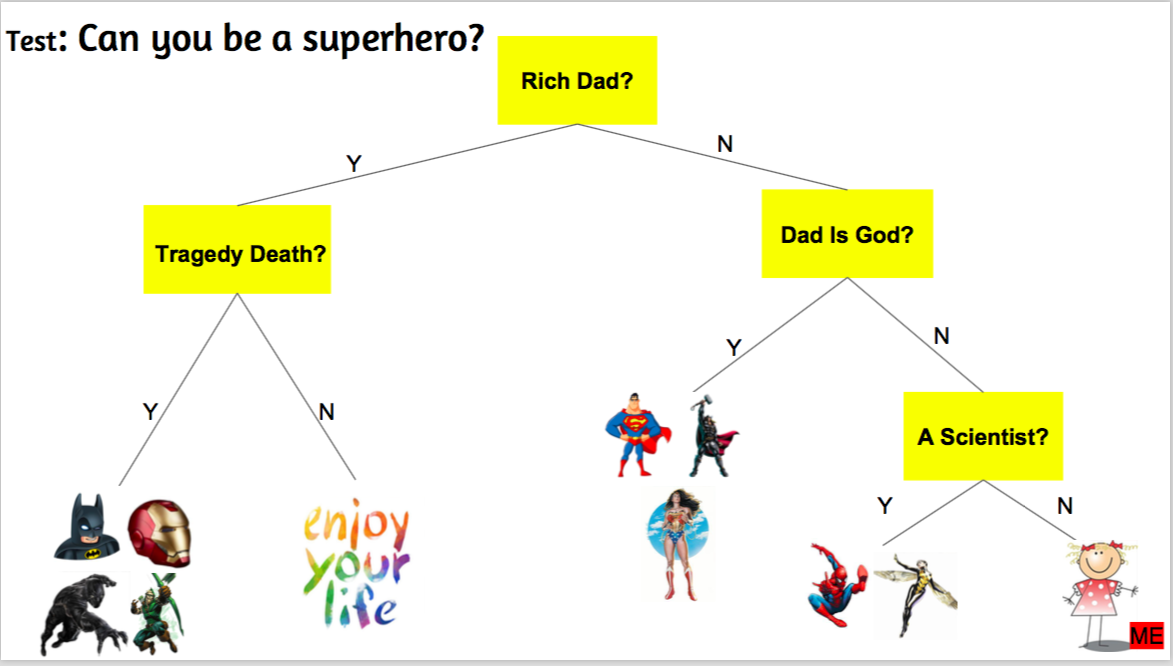 Test: Can you be a superhero?
Rich Dad?
Y
N
Tragedy Death?
Dad Is God?
Y
N
Y
N
A Scientist?
Y
N
enjoy
your
life
ME